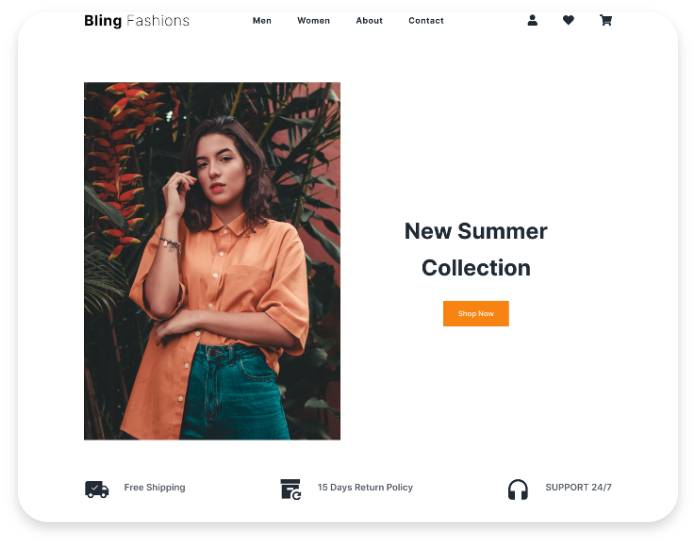 Bling Fashions Men Women About Contact
New Summer
Collection
Shop Now
Free Shipping 15 Days Return Policy SUPPORT 24/7